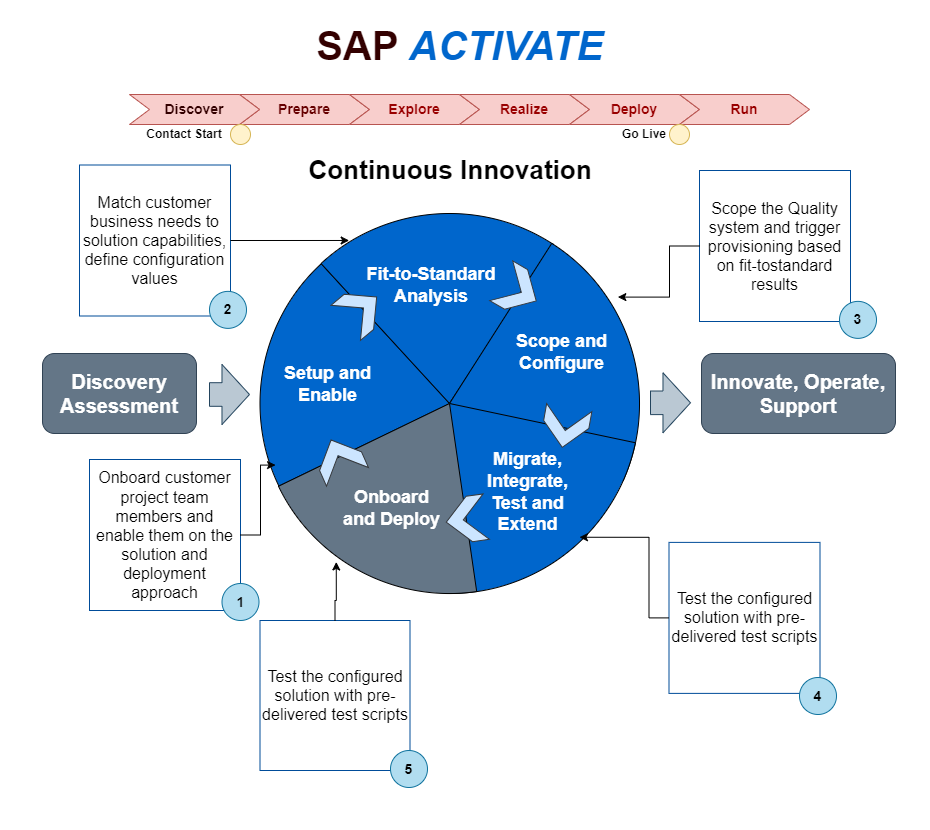 SAP ACTIVATE
Discover
Prepare
Explore
Realize
Deploy
Run
Contact Start
Go Live
Continuous Innovation
Match customer
business needs to
solution capabilities,
define configuration
values
2
Scope the Quality
system and trigger
provisioning based
on fit-tostandard
results
3
Fit-to-Standard
Analysis
Scope and
Configure
Setup and
Enable
Discovery
Assessment
Innovate, Operate,
Support
Migrate,
Integrate,
Test and
Extend
Onboard
and Deploy
Onboard customer
project team
members and
enable them on the
solution and
deployment
approach
1
Test the configured
solution with pre-
delivered test scripts
4
Test the configured
solution with pre-
delivered test scripts
5